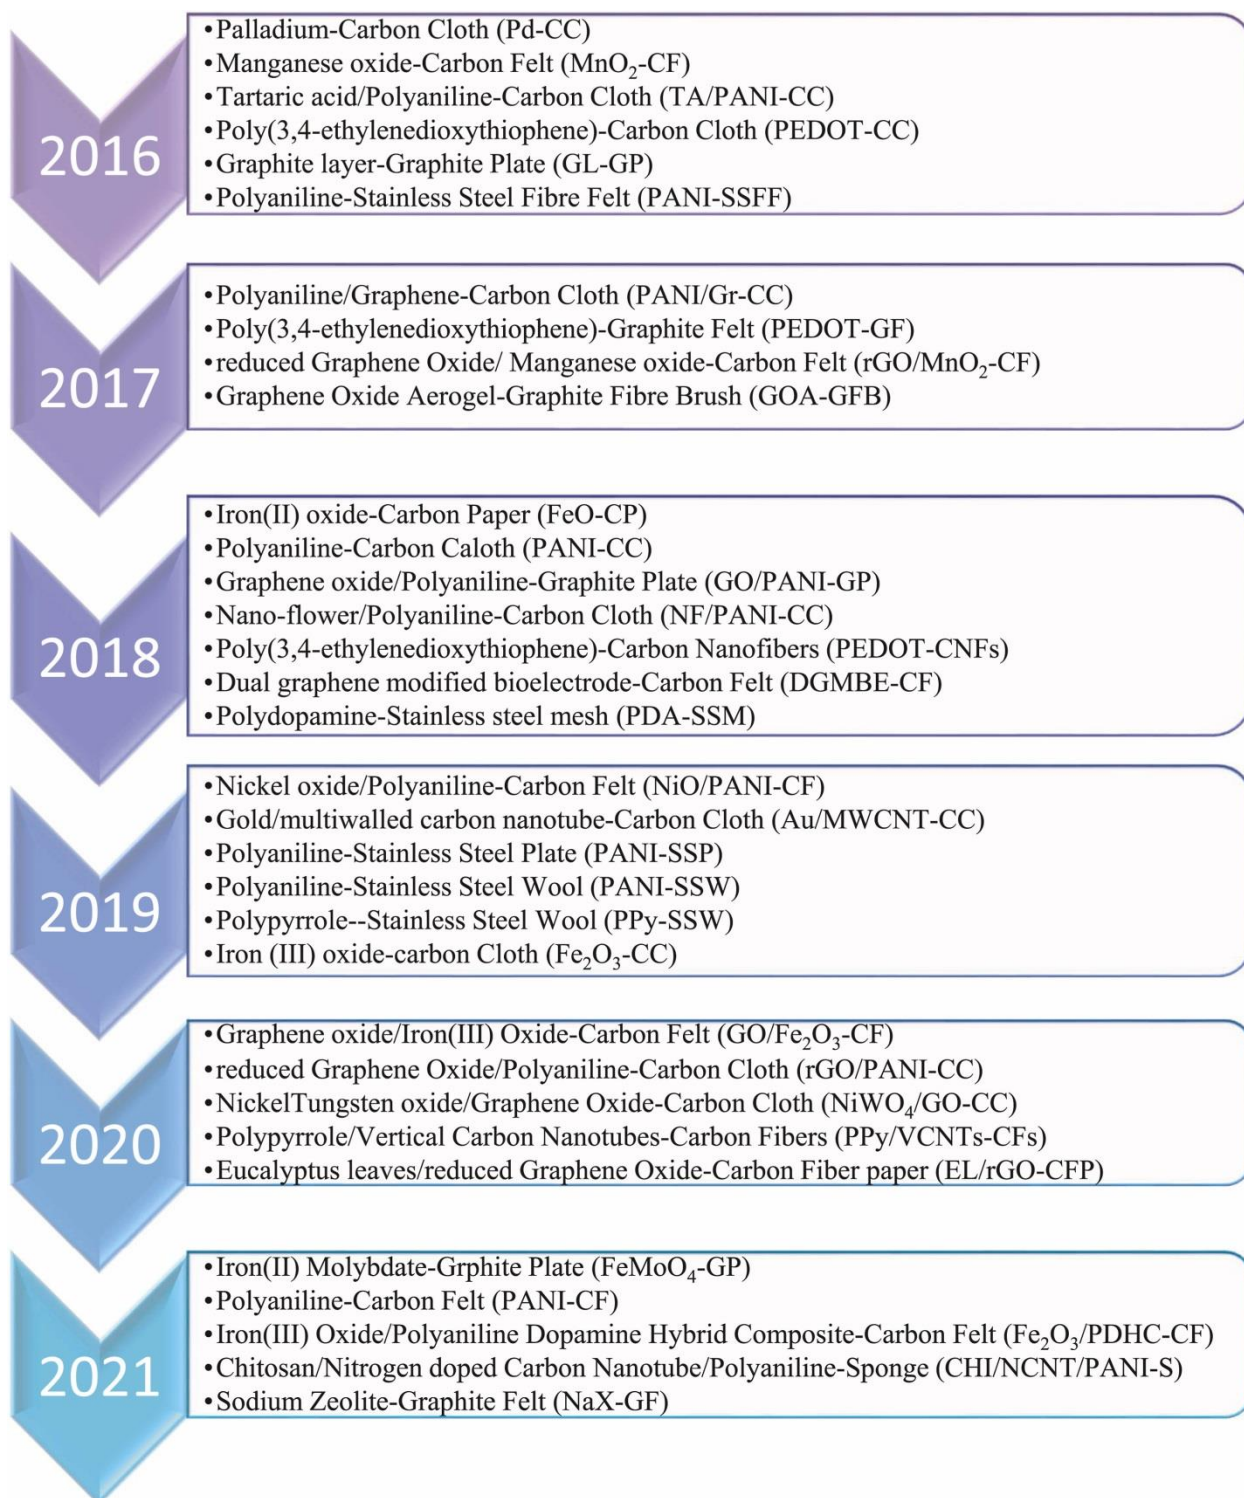 2016
•Palladium-Carbon Cloth (Pd-CC)
•Manganese oxide-Carbon Felt (MnO₂-CF)
•Tartaric acid/Polyaniline-Carbon Cloth (TA/PANI-CC)
•Poly(3,4-ethylenedioxythiophene)-Carbon Cloth (PEDOT-CC)
•Graphite layer-Graphite Plate (GL-GP)
•Polyaniline-Stainless Steel Fibre Felt (PANI-SSFF)
2017
•Polyaniline/Graphene-Carbon Cloth (PANI/Gr-CC)
•Poly(3,4-ethylenedioxythiophene)-Graphite Felt (PEDOT-GF)
•reduced Graphene Oxide/ Manganese oxide-Carbon Felt (rGO/MnO₂-CF)
•Graphene Oxide Aerogel-Graphite Fibre Brush (GOA-GFB)
2018
•Iron(II) oxide-Carbon Paper (FeO-CP)
•Polyaniline-Carbon Caloth (PANI-CC)
•Graphene oxide/Polyaniline-Graphite Plate (GO/PANI-GP)
•Nano-flower/Polyaniline-Carbon Cloth (NF/PANI-CC)
•Poly(3,4-ethylenedioxythiophene)-Carbon Nanofibers (PEDOT-CNFs)
•Dual graphene modified bioelectrode-Carbon Felt (DGMBE-CF)
•Polydopamine-Stainless steel mesh (PDA-SSM)
2019
•Nickel oxide/Polyaniline-Carbon Felt (NiO/PANI-CF)
•Gold/multiwalled carbon nanotube-Carbon Cloth (Au/MWCNT-CC)
•Polyaniline-Stainless Steel Plate (PANI-SSP)
•Polyaniline-Stainless Steel Wool (PANI-SSW)
•Polypyrrole--Stainless Steel Wool (PPy-SSW)
•Iron (III) oxide-carbon Cloth (Fe₂O₃-CC)
2020
•Graphene oxide/Iron(III) Oxide-Carbon Felt (GO/Fe₂O₃-CF)
•reduced Graphene Oxide/Polyaniline-Carbon Cloth (rGO/PANI-CC)
•NickelTungsten oxide/Graphene Oxide-Carbon Cloth (NiWO₄/GO-CC)
•Polypyrrole/Vertical Carbon Nanotubes-Carbon Fibers (PPy/VCNTs-CFs)
•Eucalyptus leaves/reduced Graphene Oxide-Carbon Fiber paper (EL/rGO-CFP)
2021
•Iron(II) Molybdate-Grphite Plate (FeMoO₄-GP)
•Polyaniline-Carbon Felt (PANI-CF)
•Iron(III) Oxide/Polyaniline Dopamine Hybrid Composite-Carbon Felt (Fe₂O₃/PDHC-CF)
•Chitosan/Nitrogen doped Carbon Nanotube/Polyaniline-Sponge (CHI/NCNT/PANI-S)
•Sodium Zeolite-Graphite Felt (NaX-GF)